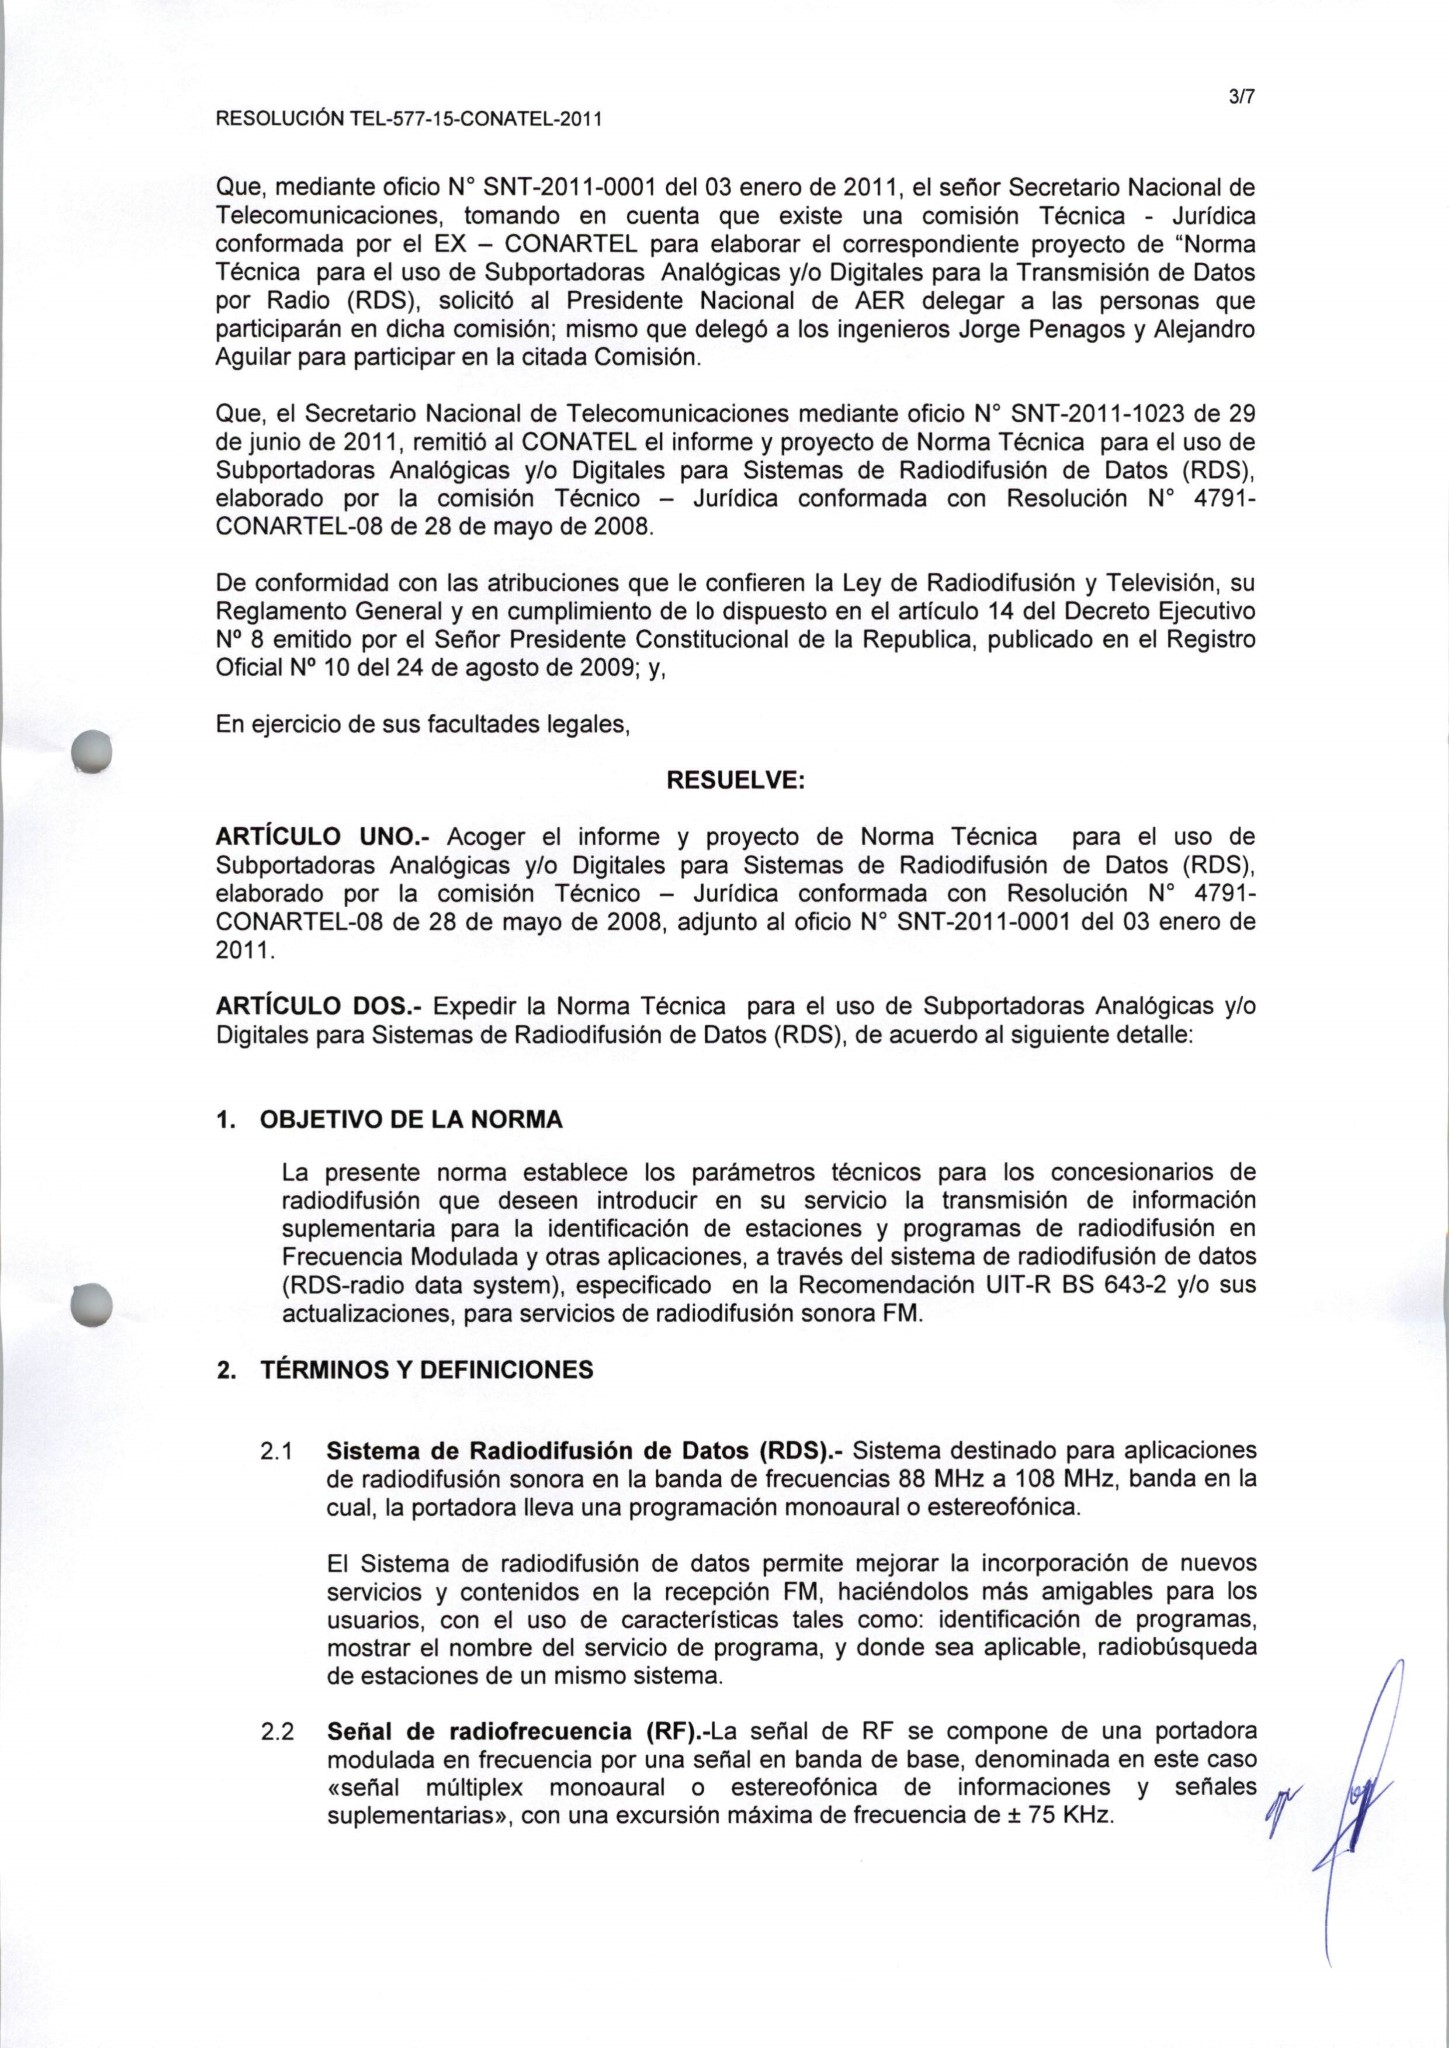 3/7
RESOLUCIÓN TEL-577-15-CONATEL-2011
Que, mediante oficio N° SNT-2011-0001 del 03 enero de 2011, el señor Secretario Nacional de
Telecomunicaciones, tomando en cuenta que existe una comisión Técnica - Jurídica
conformada por el EX – CONARTEL para elaborar el correspondiente proyecto de “Norma
Técnica para el uso de Subportadoras Analógicas y/o Digitales para la Transmisión de Datos
por Radio (RDS), solicitó al Presidente Nacional de AER delegar a las personas que
participarán en dicha comisión; mismo que delegó a los ingenieros Jorge Penagos y Alejandro
Aguilar para participar en la citada Comisión.
Que, el Secretario Nacional de Telecomunicaciones mediante oficio N° SNT-2011-1023 de 29
de junio de 2011, remitió al CONATEL el informe y proyecto de Norma Técnica para el uso de
Subportadoras Analógicas y/o Digitales para Sistemas de Radiodifusión de Datos (RDS),
elaborado por la comisión Técnico – Jurídica conformada con Resolución N° 4791-
CONARTEL-08 de 28 de mayo de 2008.
De conformidad con las atribuciones que le confieren la Ley de Radiodifusión y Televisión, su
Reglamento General y en cumplimiento de lo dispuesto en el artículo 14 del Decreto Ejecutivo
Nº 8 emitido por el Señor Presidente Constitucional de la Republica, publicado en el Registro
Oficial Nº 10 del 24 de agosto de 2009; y,
En ejercicio de sus facultades legales,
RESUELVE:
ARTÍCULO UNO.- Acoger el informe y proyecto de Norma Técnica para el uso de
Subportadoras Analógicas y/o Digitales para Sistemas de Radiodifusión de Datos (RDS),
elaborado por la comisión Técnico – Jurídica conformada con Resolución N° 4791-
CONARTEL-08 de 28 de mayo de 2008, adjunto al oficio N° SNT-2011-0001 del 03 enero de
2011.
ARTÍCULO DOS.- Expedir la Norma Técnica para el uso de Subportadoras Analógicas y/o
Digitales para Sistemas de Radiodifusión de Datos (RDS), de acuerdo al siguiente detalle:
1. OBJETIVO DE LA NORMA
La presente norma establece los parámetros técnicos para los concesionarios de
radiodifusión que deseen introducir en su servicio la transmisión de información
suplementaria para la identificación de estaciones y programas de radiodifusión en
Frecuencia Modulada y otras aplicaciones, a través del sistema de radiodifusión de datos
(RDS-radio data system), especificado en la Recomendación UIT-R BS 643-2 y/o sus
actualizaciones, para servicios de radiodifusión sonora FM.
2. TÉRMINOS Y DEFINICIONES
2.1 Sistema de Radiodifusión de Datos (RDS).- Sistema destinado para aplicaciones
de radiodifusión sonora en la banda de frecuencias 88 MHz a 108 MHz, banda en la
cual, la portadora lleva una programación monoaural o estereofónica.
El Sistema de radiodifusión de datos permite mejorar la incorporación de nuevos
servicios y contenidos en la recepción FM, haciéndolos más amigables para los
usuarios, con el uso de características tales como: identificación de programas,
mostrar el nombre del servicio de programa, y donde sea aplicable, radiobúsqueda
de estaciones de un mismo sistema.
2.2 Señal de radiofrecuencia (RF).-La señal de RF se compone de una portadora
modulada en frecuencia por una señal en banda de base, denominada en este caso
«señal múltiplex monoaural o estereofónica de informaciones y señales
suplementarias», con una excursión máxima de frecuencia de ± 75 KHz.